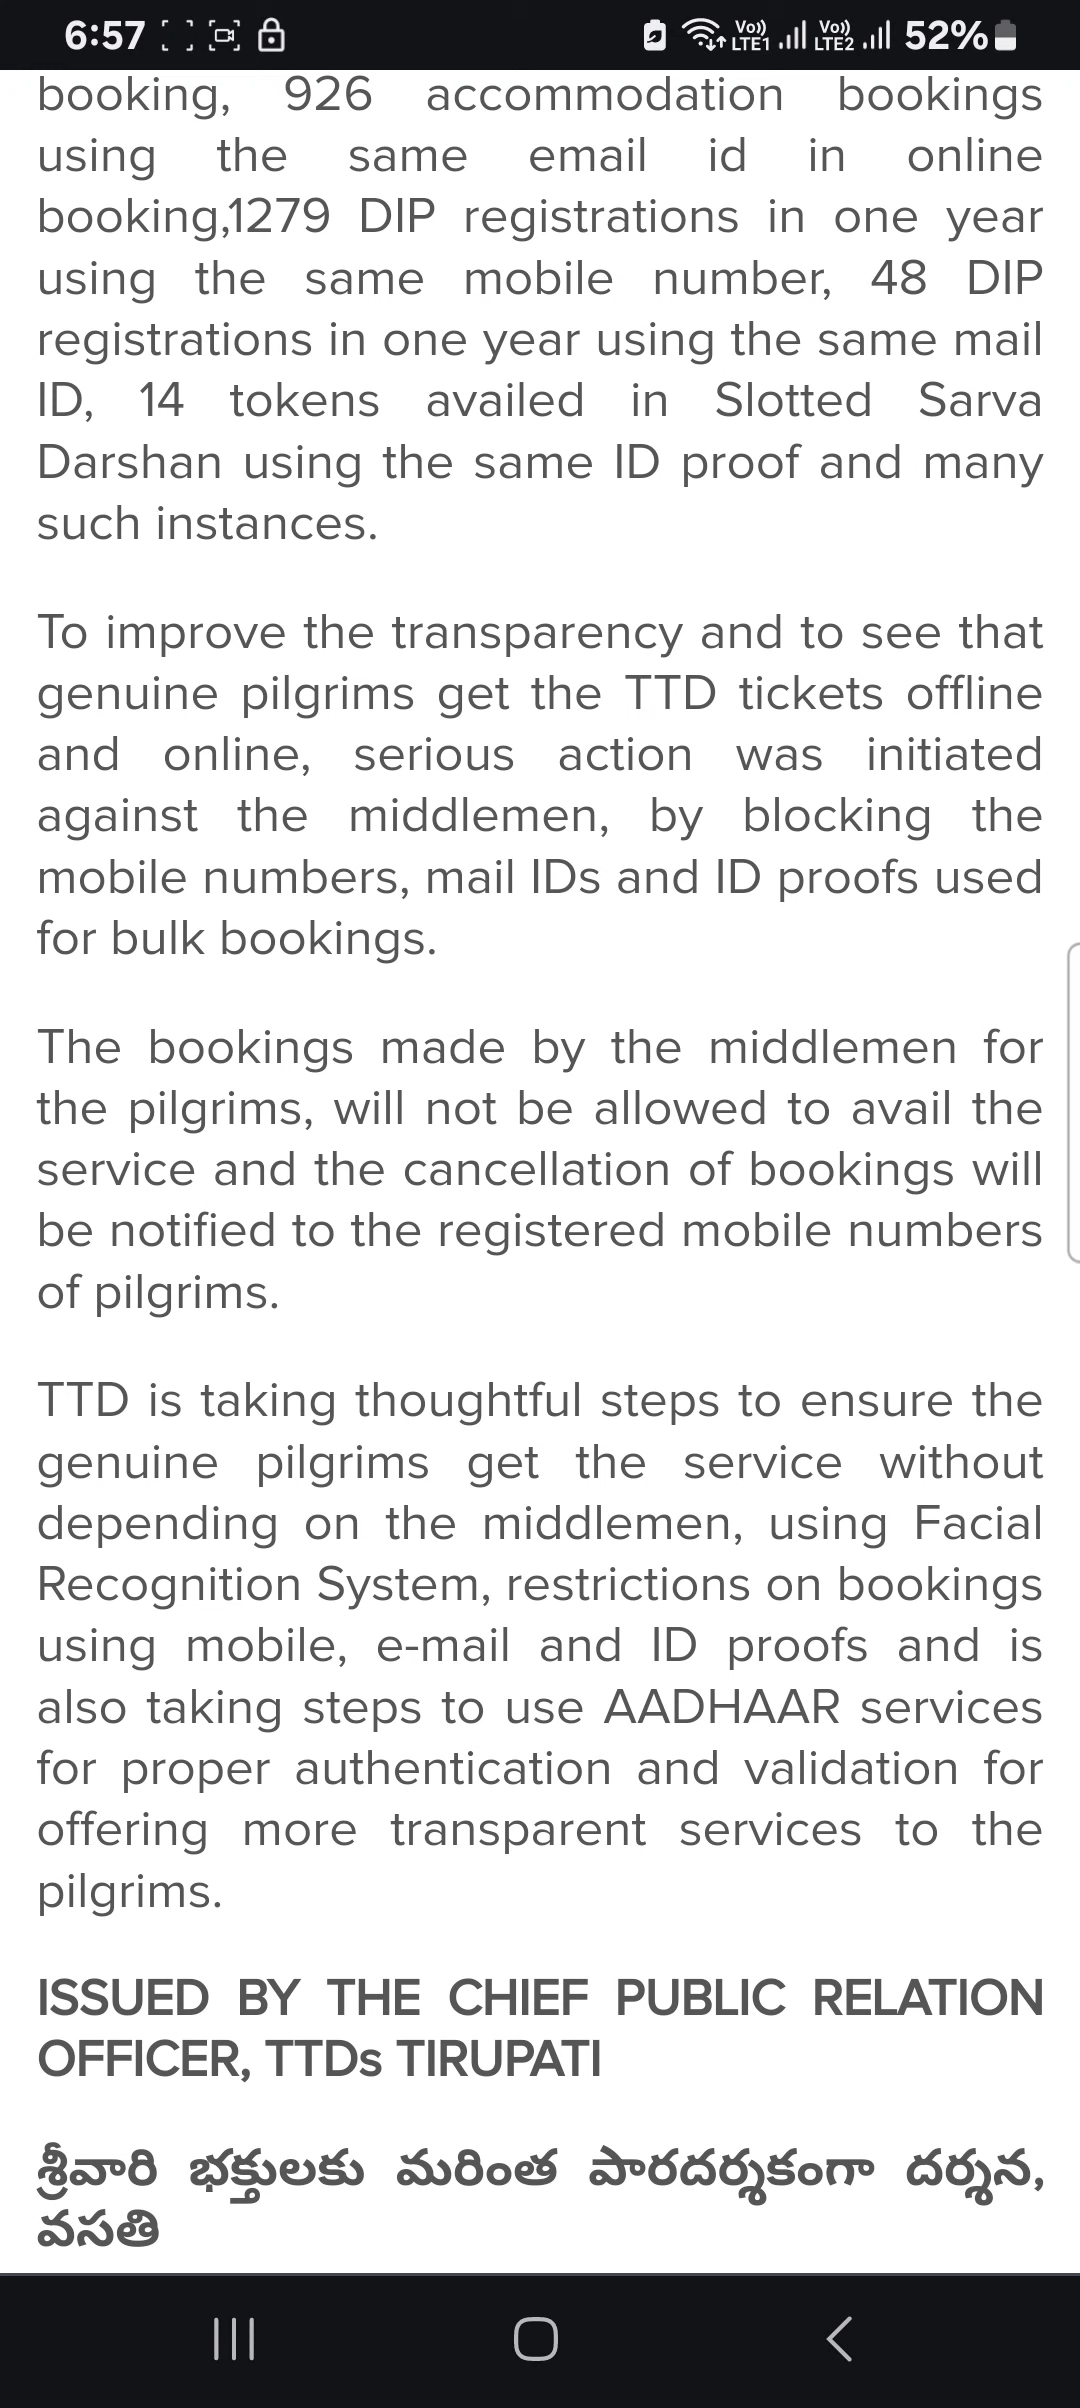 6:57 Vo)) LTE1 Vo)) LTE2 52%
booking, 926 accommodation bookings
using the same email id in online
booking,1279 DIP registrations in one year
using the same mobile number, 48 DIP
registrations in one year using the same mail
ID, 14 tokens availed in Slotted Sarva
Darshan using the same ID proof and many
such instances.
To improve the transparency and to see that
genuine pilgrims get the TTD tickets offline
and online, serious action was initiated
against the middlemen, by blocking the
mobile numbers, mail IDs and ID proofs used
for bulk bookings.
The bookings made by the middlemen for
the pilgrims, will not be allowed to avail the
service and the cancellation of bookings will
be notified to the registered mobile numbers
of pilgrims.
TTD is taking thoughtful steps to ensure the
genuine pilgrims get the service without
depending on the middlemen, using Facial
Recognition System, restrictions on bookings
using mobile, e-mail and ID proofs and is
also taking steps to use AADHAAR services
for proper authentication and validation for
offering more transparent services to the
pilgrims.
ISSUED BY THE CHIEF PUBLIC RELATION
OFFICER, TTDs TIRUPATI
శ్రీవారి భక్తులకు మరింత పారదర్శకంగా దర్శన,
వసతి